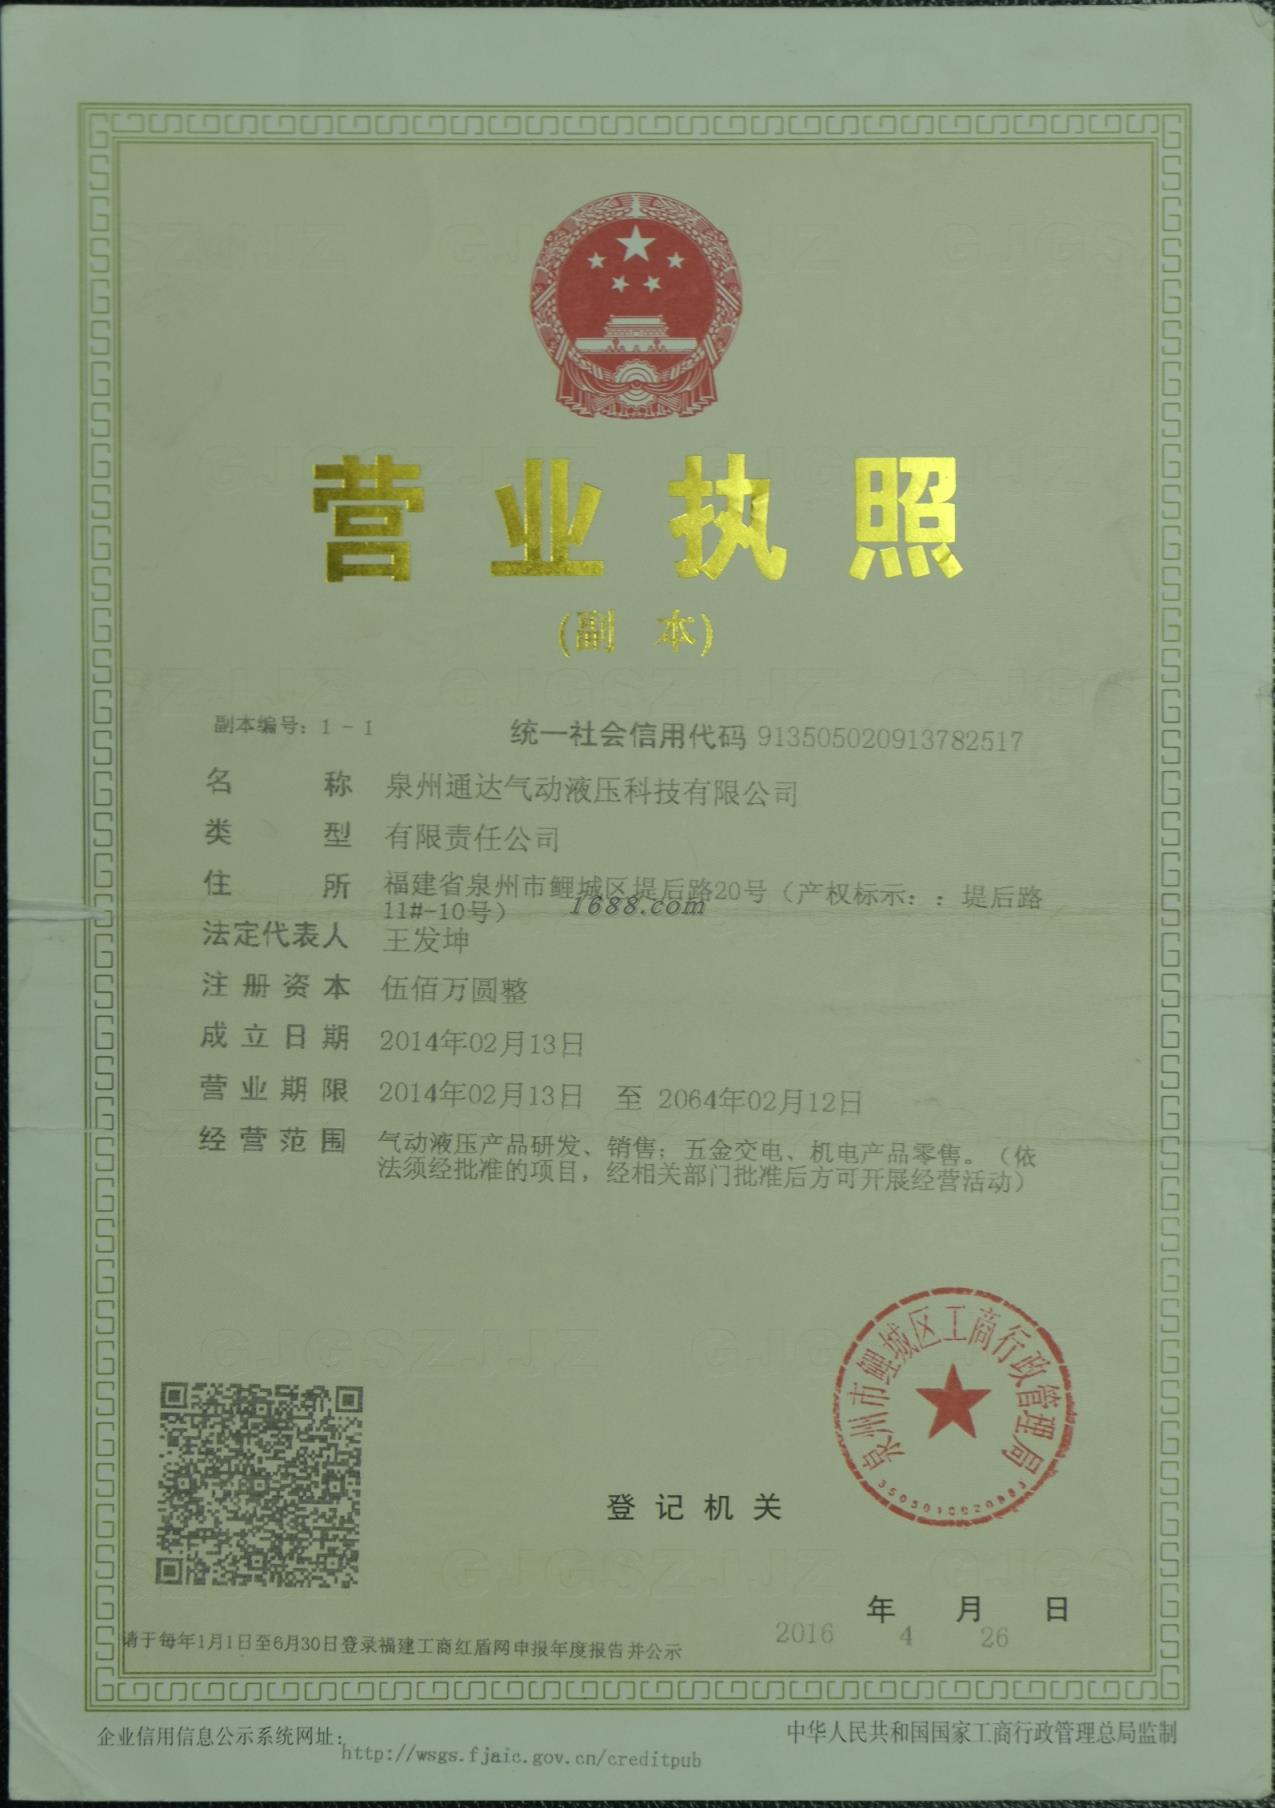 营业执照
(副 本)
副本编号：1-1
统一社会信用代码 913505020913782517
名称 泉州通达气动液压科技有限公司
类型 有限责任公司
住所 福建省泉州市鲤城区堤后路20号（产权标示：：堤后路
11#-10号）
1688.com
法定代表人 王发坤
注册资本 伍佰万圆整
成立日期 2014年02月13日
营业期限 2014年02月13日 至 2064年02月12日
经营范围 气动液压产品研发、销售；五金交电、机电产品零售。（依
法须经批准的项目，经相关部门批准后方可开展经营活动）
泉州市鲤城区工商行政管理局
登记机关
年 月 日
2016 4 26
请于每年1月1日至6月30日登录福建工商红盾网申报年度报告并公示
企业信用信息公示系统网址：
http://wsgs.fjaic.gov.cn/creditpub
中华人民共和国国家工商行政管理总局监制